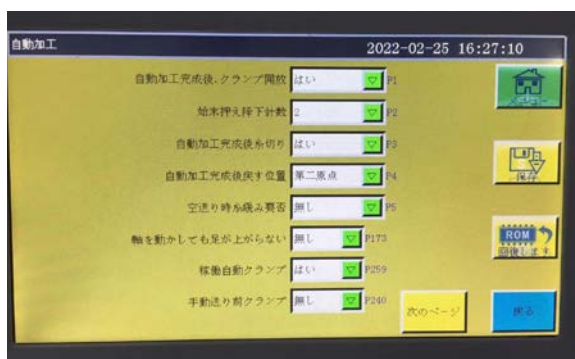 自動加工
2022-02-25 16:27:10
自動加工完成後、クランプ開放 はい P1
始末押え降下計数 2 P2
自動加工完成後糸切り はい P3
自動加工完成後戻す位置 第二原点 P4
空送り時糸緩み要否 無し P5
軸を動かしても足が上がらない 無し P173
稼働自動クランプ はい P259
手動送り前クランプ 無し P240
保存
ROM
回復します
次のページ
戻る